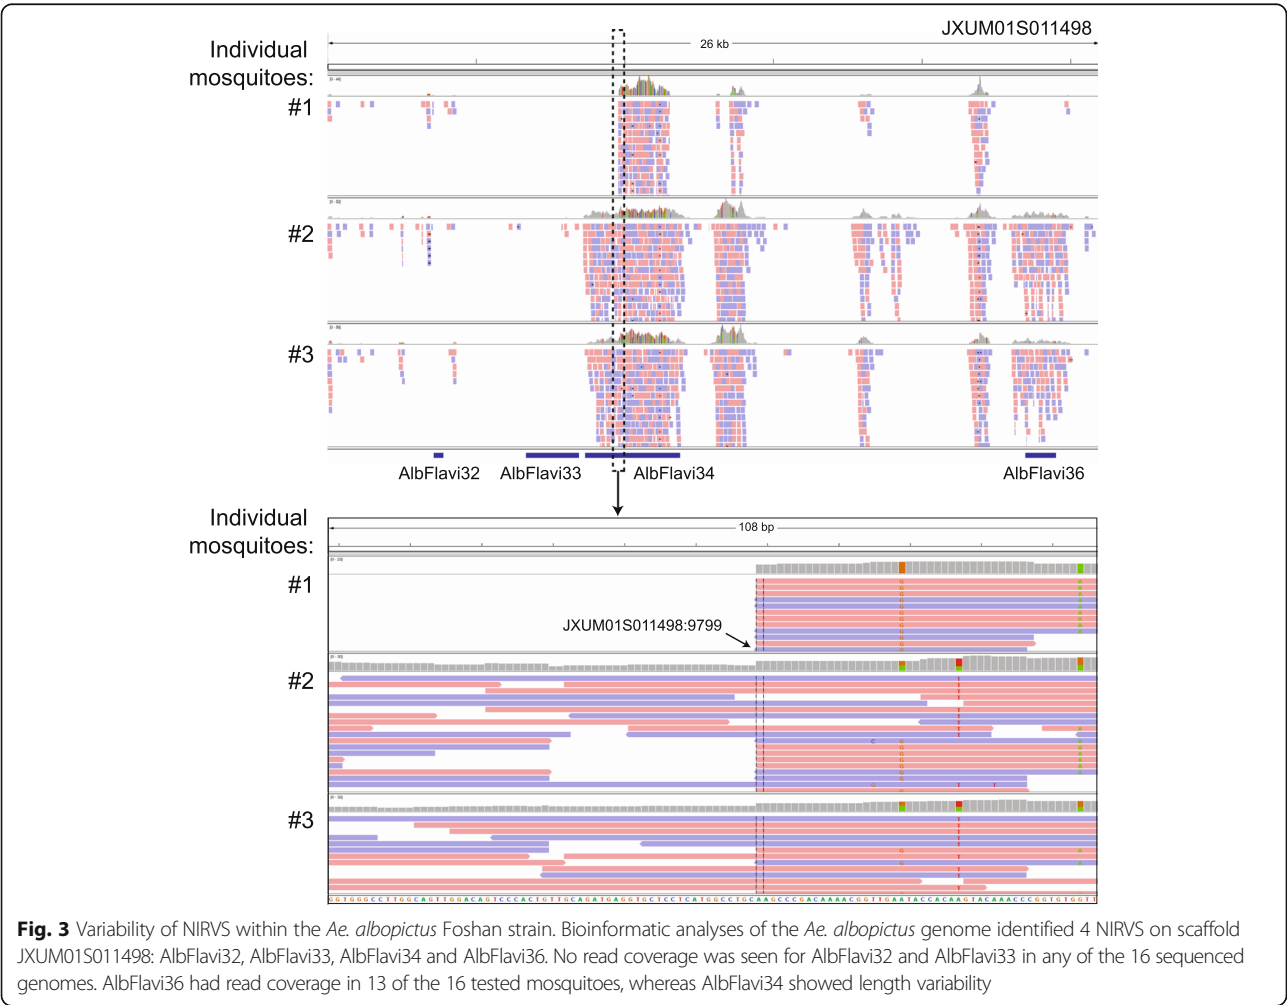 JXUM01S011498
Individual
mosquitoes:
26 kb
#1
#2
#3
AlbFlavi32
AlbFlavi33
AlbFlavi34
AlbFlavi36
Individual
mosquitoes:
108 bp
#1
JXUM01S011498:9799
#2
#3
GGTGGGCCTTGGCAGTTGGACAGTCCCACTGTTGCAGATGAGGTGCTCCTCATGGCCTGCAAGCCCGACAAAACGGTTGAATACCACAAGTACAAACCCGGTGTGGTT
Fig. 3 Variability of NIRVS within the Ae. albopictus Foshan strain. Bioinformatic analyses of the Ae. albopictus genome identified 4 NIRVS on scaffold
JXUM01S011498: AlbFlavi32, AlbFlavi33, AlbFlavi34 and AlbFlavi36. No read coverage was seen for AlbFlavi32 and AlbFlavi33 in any of the 16 sequenced
genomes. AlbFlavi36 had read coverage in 13 of the 16 tested mosquitoes, whereas AlbFlavi34 showed length variability